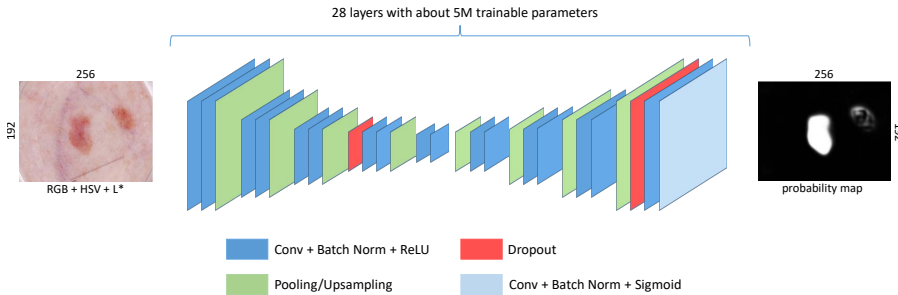 28 layers with about 5M trainable parameters
256
256
192
192
RGB + HSV + L*
probability map
Conv + Batch Norm + ReLU
Dropout
Pooling/Upsampling
Conv + Batch Norm + Sigmoid